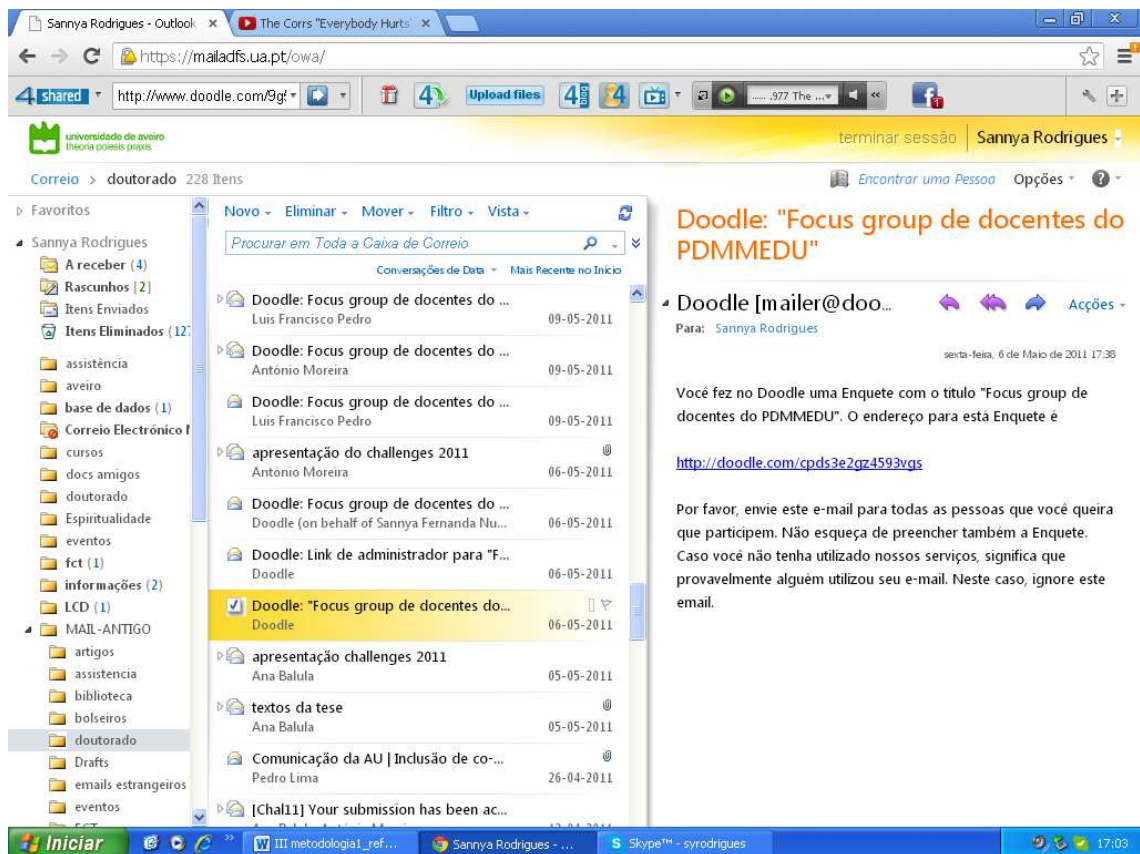 Sannya Rodrigues - Outlook
The Corrs "Everybody Hurts'
https://mailadfs.ua.pt/owa/
4 shared
http://www.doodle.com/9g
Upload files
..... .977 The ...
universidade de aveiro
theoria poiesis praxis
terminar sessão
Sannya Rodrigues
Correio > doutorado 228 Itens
Encontrar uma Pessoa
Opções
Favoritos
Sannya Rodrigues
A receber (4)
Rascunhos [2]
Itens Enviados
Itens Eliminados (127
assistência
aveiro
base de dados (1)
Correio Electrónico
cursos
docs amigos
doutorado
Espiritualidade
eventos
fct (1)
informações (2)
LCD (1)
MAIL-ANTIGO
artigos
assistencia
biblioteca
bolseiros
doutorado
Drafts
emails estrangeiros
eventos
Novo
Eliminar
Mover
Filtro
Vista
Procurar em Toda a Caixa de Correio
Conversações de Data
Mais Recente no Início
Doodle: Focus group de docentes do ...
Luis Francisco Pedro 09-05-2011
Doodle: Focus group de docentes do ...
António Moreira 09-05-2011
Doodle: Focus group de docentes do ...
Luis Francisco Pedro 09-05-2011
apresentação do challenges 2011
António Moreira 06-05-2011
Doodle: Focus group de docentes do ...
Doodle (on behalf of Sannya Fernanda Nu... 06-05-2011
Doodle: Link de administrador para "F...
Doodle 06-05-2011
Doodle: "Focus group de docentes do...
Doodle 06-05-2011
apresentação challenges 2011
Ana Balula 05-05-2011
textos da tese
Ana Balula 05-05-2011
Comunicação da AU | Inclusão de co-...
Pedro Lima 26-04-2011
[Chal11] Your submission has been ac...
Doodle: "Focus group de docentes do
PDMMEDU"
Doodle [mailer@doo...
Acções
Para: Sannya Rodrigues
sexta-feira, 6 de Maio de 2011 17:38
Você fez no Doodle uma Enquete com o título "Focus group de
docentes do PDMMEDU". O endereço para está Enquete é
http://doodle.com/cpds3e2gz4593vgs
Por favor, envie este e-mail para todas as pessoas que você queira
que participem. Não esqueça de preencher também a Enquete.
Caso você não tenha utilizado nossos serviços, significa que
provavelmente alguém utilizou seu e-mail. Neste caso, ignore este
email.
Iniciar
III metodologia1_ref...
Sannya Rodrigues - ...
Skype™ - syrodrigues
17:03